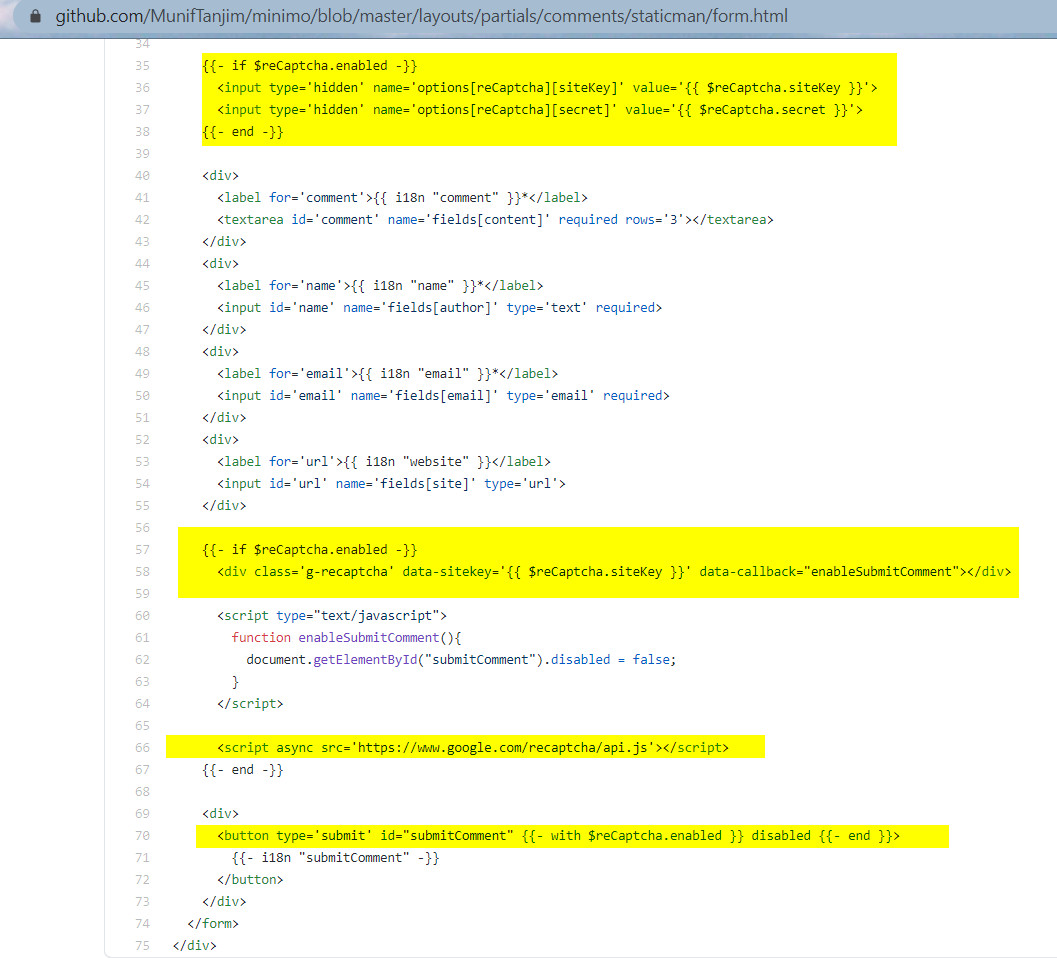 github.com/MunifTanjim/minimo/blob/master/layouts/partials/comments/staticman/form.html
34
35 {{- if $reCaptcha.enabled -}}
36 <input type='hidden' name='options[reCaptcha][siteKey]' value='{{ $reCaptcha.siteKey }}'>
37 <input type='hidden' name='options[reCaptcha][secret]' value='{{ $reCaptcha.secret }}'>
38 {{- end -}}
39
40 <div>
41 <label for='comment'>{{ i18n "comment" }}*</label>
42 <textarea id='comment' name='fields[content]' required rows='3'></textarea>
43 </div>
44 <div>
45 <label for='name'>{{ i18n "name" }}*</label>
46 <input id='name' name='fields[author]' type='text' required>
47 </div>
48 <div>
49 <label for='email'>{{ i18n "email" }}*</label>
50 <input id='email' name='fields[email]' type='email' required>
51 </div>
52 <div>
53 <label for='url'>{{ i18n "website" }}</label>
54 <input id='url' name='fields[site]' type='url'>
55 </div>
56
57 {{- if $reCaptcha.enabled -}}
58 <div class='g-recaptcha' data-sitekey='{{ $reCaptcha.siteKey }}' data-callback="enableSubmitComment"></div>
59
60 <script type="text/javascript">
61 function enableSubmitComment(){
62 document.getElementById("submitComment").disabled = false;
63 }
64 </script>
65
66 <script async src='https://www.google.com/recaptcha/api.js'></script>
67 {{- end -}}
68
69 <div>
70 <button type='submit' id="submitComment" {{- with $reCaptcha.enabled }} disabled {{- end }}>
71 {{- i18n "submitComment" -}}
72 </button>
73 </div>
74 </form>
75 </div>